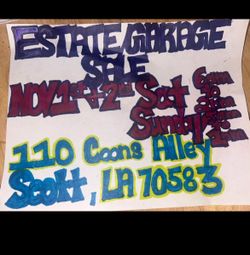 ESTATE/GARAGE
SALE
NOV. 1st + 2nd Sat
Sunday
110 Coons Alley
Scott, LA 70583